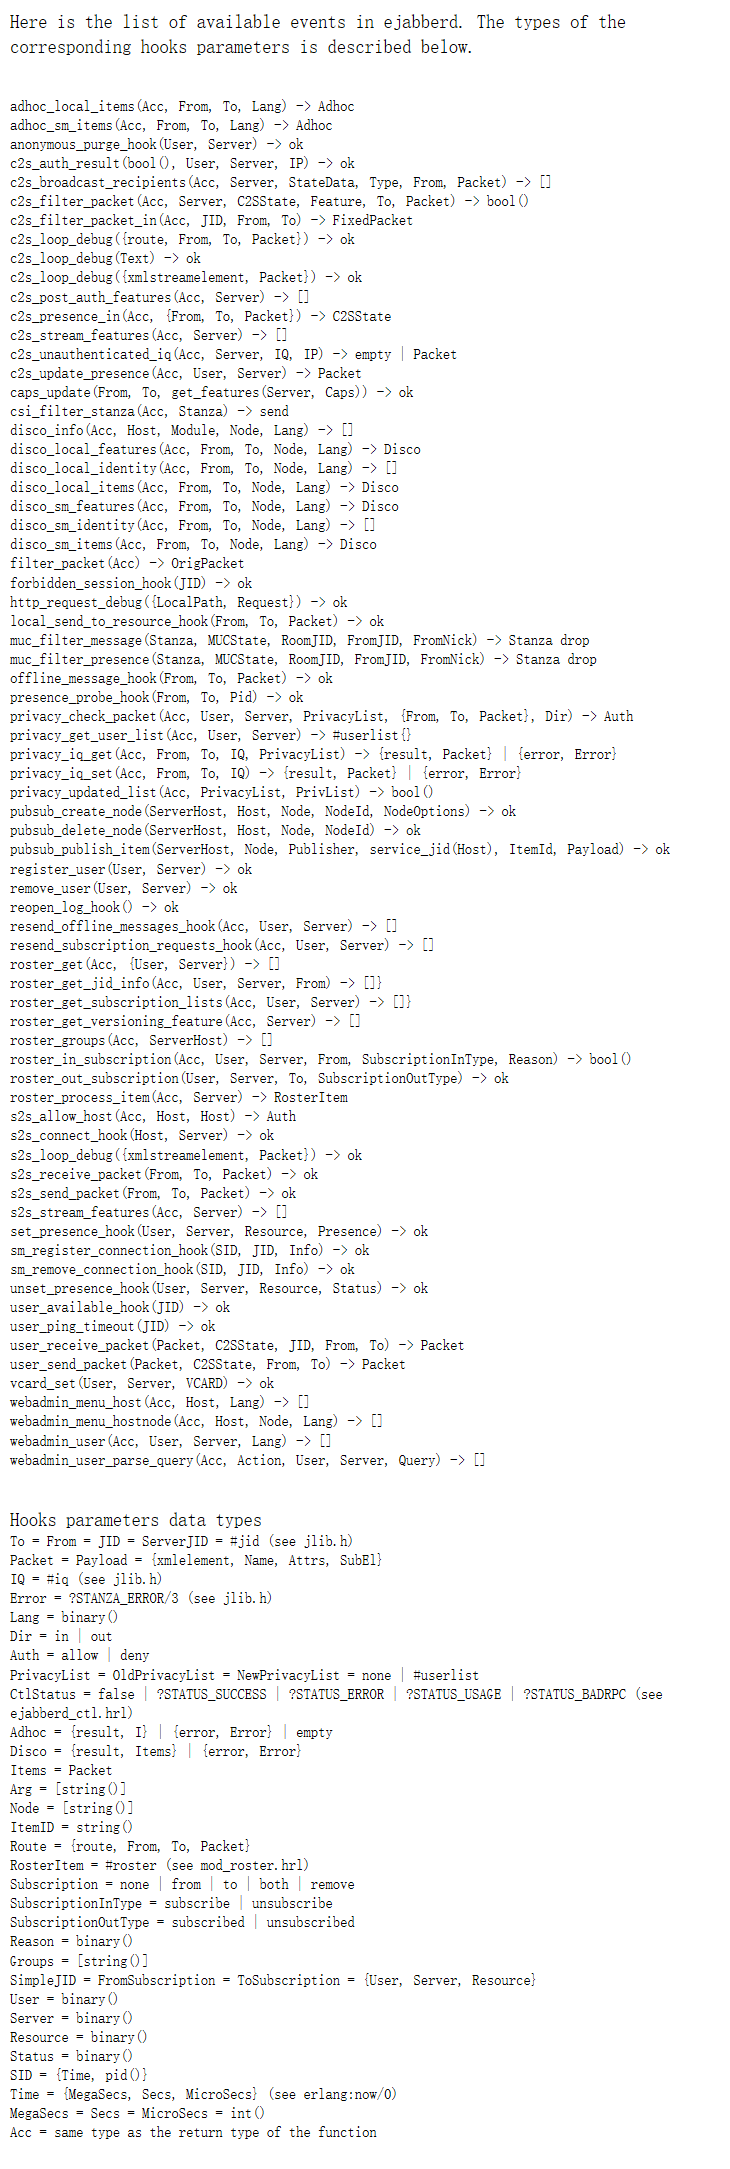 Here is the list of available events in ejabberd. The types of the
corresponding hooks parameters is described below.
adhoc_local_items(Acc, From, To, Lang) -> Adhoc
adhoc_sm_items(Acc, From, To, Lang) -> Adhoc
anonymous_purge_hook(User, Server) -> ok
c2s_auth_result(bool(), User, Server, IP) -> ok
c2s_broadcast_recipients(Acc, Server, StateData, Type, From, Packet) -> []
c2s_filter_packet(Acc, Server, C2SState, Feature, To, Packet) -> bool()
c2s_filter_packet_in(Acc, JID, From, To) -> FixedPacket
c2s_loop_debug({route, From, To, Packet}) -> ok
c2s_loop_debug(Text) -> ok
c2s_loop_debug({xmlstreamelement, Packet}) -> ok
c2s_post_auth_features(Acc, Server) -> []
c2s_presence_in(Acc, {From, To, Packet}) -> C2SState
c2s_stream_features(Acc, Server) -> []
c2s_unauthenticated_iq(Acc, Server, IQ, IP) -> empty | Packet
c2s_update_presence(Acc, User, Server) -> Packet
caps_update(From, To, get_features(Server, Caps)) -> ok
csi_filter_stanza(Acc, Stanza) -> send
disco_info(Acc, Host, Module, Node, Lang) -> []
disco_local_features(Acc, From, To, Node, Lang) -> Disco
disco_local_identity(Acc, From, To, Node, Lang) -> []
disco_local_items(Acc, From, To, Node, Lang) -> Disco
disco_sm_features(Acc, From, To, Node, Lang) -> Disco
disco_sm_identity(Acc, From, To, Node, Lang) -> []
disco_sm_items(Acc, From, To, Node, Lang) -> Disco
filter_packet(Acc) -> OrigPacket
forbidden_session_hook(JID) -> ok
http_request_debug({LocalPath, Request}) -> ok
local_send_to_resource_hook(From, To, Packet) -> ok
muc_filter_message(Stanza, MUCState, RoomJID, FromJID, FromNick) -> Stanza drop
muc_filter_presence(Stanza, MUCState, RoomJID, FromJID, FromNick) -> Stanza drop
offline_message_hook(From, To, Packet) -> ok
presence_probe_hook(From, To, Pid) -> ok
privacy_check_packet(Acc, User, Server, PrivacyList, {From, To, Packet}, Dir) -> Auth
privacy_get_user_list(Acc, User, Server) -> #userlist{}
privacy_iq_get(Acc, From, To, IQ, PrivacyList) -> {result, Packet} | {error, Error}
privacy_iq_set(Acc, From, To, IQ) -> {result, Packet} | {error, Error}
privacy_updated_list(Acc, PrivacyList, PrivList) -> bool()
pubsub_create_node(ServerHost, Host, Node, NodeId, NodeOptions) -> ok
pubsub_delete_node(ServerHost, Host, Node, NodeId) -> ok
pubsub_publish_item(ServerHost, Node, Publisher, service_jid(Host), ItemId, Payload) -> ok
register_user(User, Server) -> ok
remove_user(User, Server) -> ok
reopen_log_hook() -> ok
resend_offline_messages_hook(Acc, User, Server) -> []
resend_subscription_requests_hook(Acc, User, Server) -> []
roster_get(Acc, {User, Server}) -> []
roster_get_jid_info(Acc, User, Server, From) -> []}
roster_get_subscription_lists(Acc, User, Server) -> []}
roster_get_versioning_feature(Acc, Server) -> []
roster_groups(Acc, ServerHost) -> []
roster_in_subscription(Acc, User, Server, From, SubscriptionInType, Reason) -> bool()
roster_out_subscription(User, Server, To, SubscriptionOutType) -> ok
roster_process_item(Acc, Server) -> RosterItem
s2s_allow_host(Acc, Host, Host) -> Auth
s2s_connect_hook(Host, Server) -> ok
s2s_loop_debug({xmlstreamelement, Packet}) -> ok
s2s_receive_packet(From, To, Packet) -> ok
s2s_send_packet(From, To, Packet) -> ok
s2s_stream_features(Acc, Server) -> []
set_presence_hook(User, Server, Resource, Presence) -> ok
sm_register_connection_hook(SID, JID, Info) -> ok
sm_remove_connection_hook(SID, JID, Info) -> ok
unset_presence_hook(User, Server, Resource, Status) -> ok
user_available_hook(JID) -> ok
user_ping_timeout(JID) -> ok
user_receive_packet(Packet, C2SState, JID, From, To) -> Packet
user_send_packet(Packet, C2SState, From, To) -> Packet
vcard_set(User, Server, VCARD) -> ok
webadmin_menu_host(Acc, Host, Lang) -> []
webadmin_menu_hostnode(Acc, Host, Node, Lang) -> []
webadmin_user(Acc, User, Server, Lang) -> []
webadmin_user_parse_query(Acc, Action, User, Server, Query) -> []
Hooks parameters data types
To = From = JID = ServerJID = #jid (see jlib.h)
Packet = Payload = {xmlelement, Name, Attrs, SubEl}
IQ = #iq (see jlib.h)
Error = ?STANZA_ERROR/3 (see jlib.h)
Lang = binary()
Dir = in | out
Auth = allow | deny
PrivacyList = OldPrivacyList = NewPrivacyList = none | #userlist
CtlStatus = false | ?STATUS_SUCCESS | ?STATUS_ERROR | ?STATUS_USAGE | ?STATUS_BADRPC (see
ejabberd_ctl.hrl)
Adhoc = {result, I} | {error, Error} | empty
Disco = {result, Items} | {error, Error}
Items = Packet
Arg = [string()]
Node = [string()]
ItemID = string()
Route = {route, From, To, Packet}
RosterItem = #roster (see mod_roster.hrl)
Subscription = none | from | to | both | remove
SubscriptionInType = subscribe | unsubscribe
SubscriptionOutType = subscribed | unsubscribed
Reason = binary()
Groups = [string()]
SimpleJID = FromSubscription = ToSubscription = {User, Server, Resource}
User = binary()
Server = binary()
Resource = binary()
Status = binary()
SID = {Time, pid()}
Time = {MegaSecs, Secs, MicroSecs} (see erlang:now/0)
MegaSecs = Secs = MicroSecs = int()
Acc = same type as the return type of the function